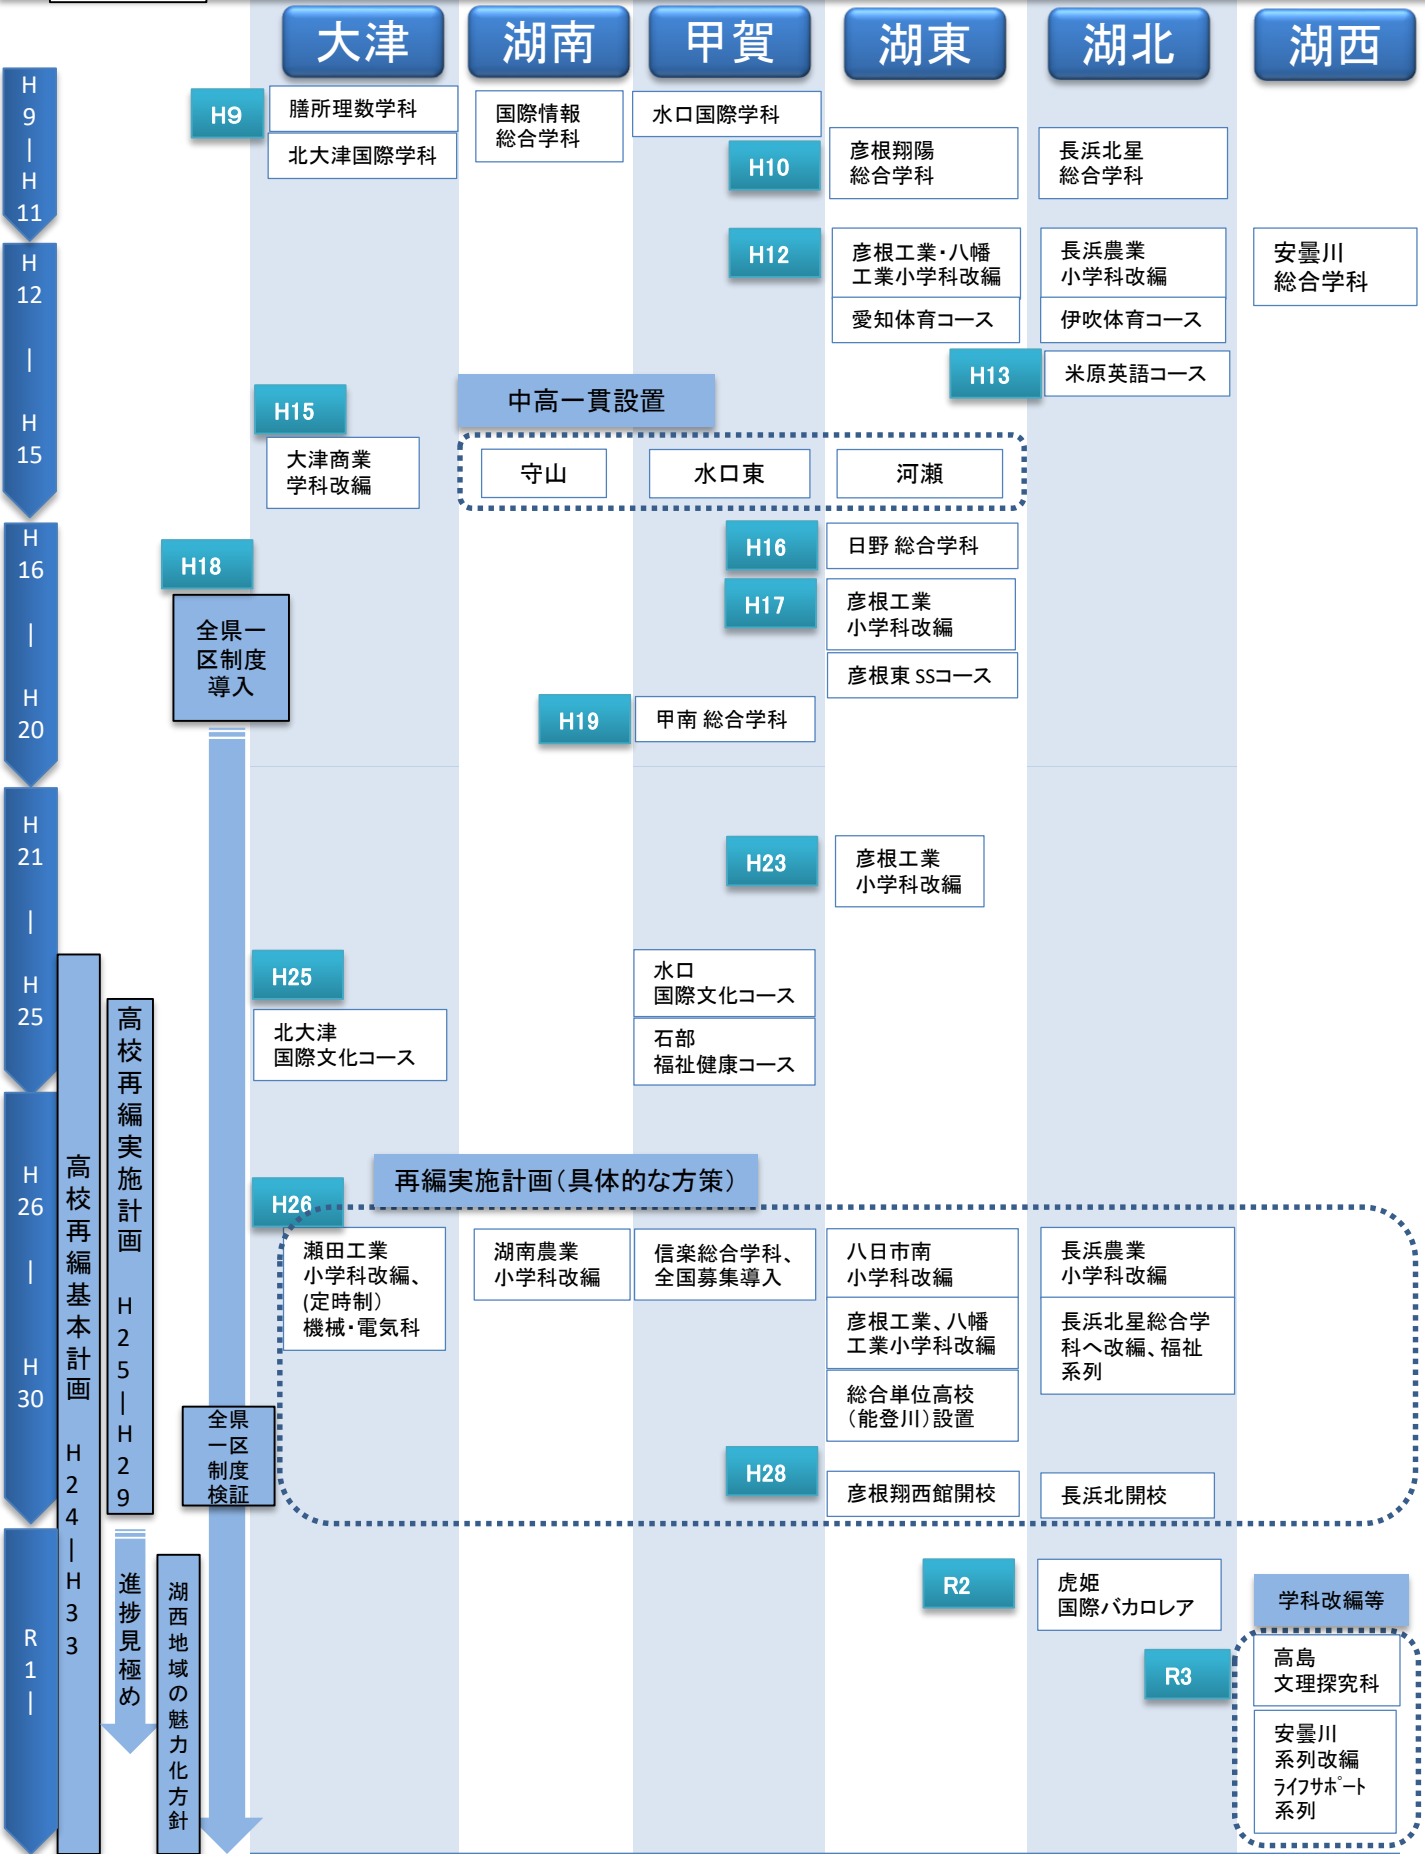 大津
湖南
甲賀
湖東
湖北
湖西
H
9
|
H
11
H9
膳所理数学科
北大津国際学科
国際情報
総合学科
水口国際学科
H10
彦根翔陽
総合学科
長浜北星
総合学科
H
12
|
H
15
H12
彦根工業・八幡
工業小学科改編
愛知体育コース
長浜農業
小学科改編
伊吹体育コース
安曇川
総合学科
H13
米原英語コース
H15
大津商業
学科改編
中高一貫設置
守山
水口東
河瀬
H
16
|
H
20
H16
日野 総合学科
H18
全県一
区制度
導入
H17
彦根工業
小学科改編
彦根東 SSコース
H19
甲南 総合学科
H
21
|
H
25
H23
彦根工業
小学科改編
H25
北大津
国際文化コース
水口
国際文化コース
石部
福祉健康コース
高校再編基本計画 H24|H33
高校再編実施計画 H25|H29
H
26
|
H
30
再編実施計画(具体的な方策)
H26
瀬田工業
小学科改編、
(定時制)
機械・電気科
湖南農業
小学科改編
信楽総合学科、
全国募集導入
八日市南
小学科改編
彦根工業、八幡
工業小学科改編
総合単位高校
(能登川)設置
長浜農業
小学科改編
長浜北星総合学
科へ改編、福祉
系列
全県
一区
制度
検証
H28
彦根翔西館開校
長浜北開校
R
1
|
進捗見極め
湖西地域の魅力化方針
R2
虎姫
国際バカロレア
学科改編等
R3
高島
文理探究科
安曇川
系列改編
ﾗｲﾌｻﾎﾟｰﾄ
系列